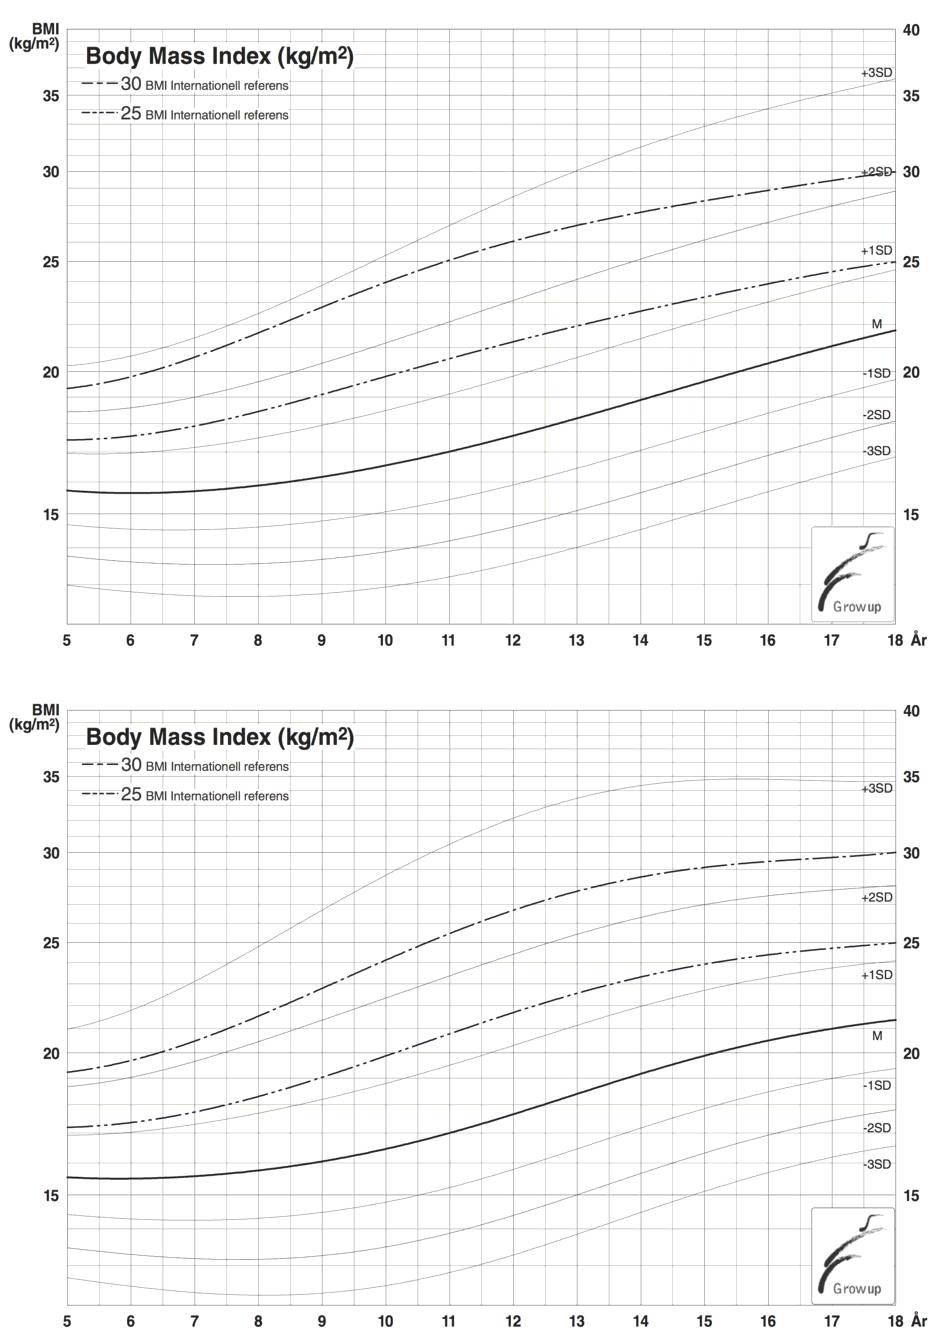 BMI
(kg/m²)
40
Body Mass Index (kg/m²)
+3SD
30 BMI Internationell referens
35
35
25 BMI Internationell referens
30
+2SD
30
+1SD
25
25
M
20
-1SD
20
-2SD
-3SD
15
15
Growup
5 6 7 8 9 10 11 12 13 14 15 16 17 18 År
BMI
(kg/m²)
40
Body Mass Index (kg/m²)
30 BMI Internationell referens
35
35
+3SD
25 BMI Internationell referens
30
30
+2SD
25
25
+1SD
M
20
20
-1SD
-2SD
-3SD
15
15
Growup
5 6 7 8 9 10 11 12 13 14 15 16 17 18 År